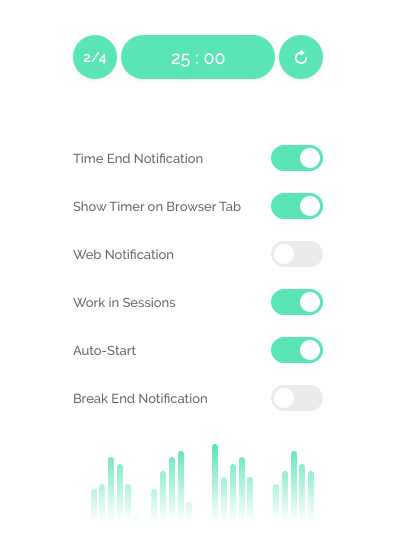 2/4 25 : 00
Time End Notification
Show Timer on Browser Tab
Web Notification
Work in Sessions
Auto-Start
Break End Notification